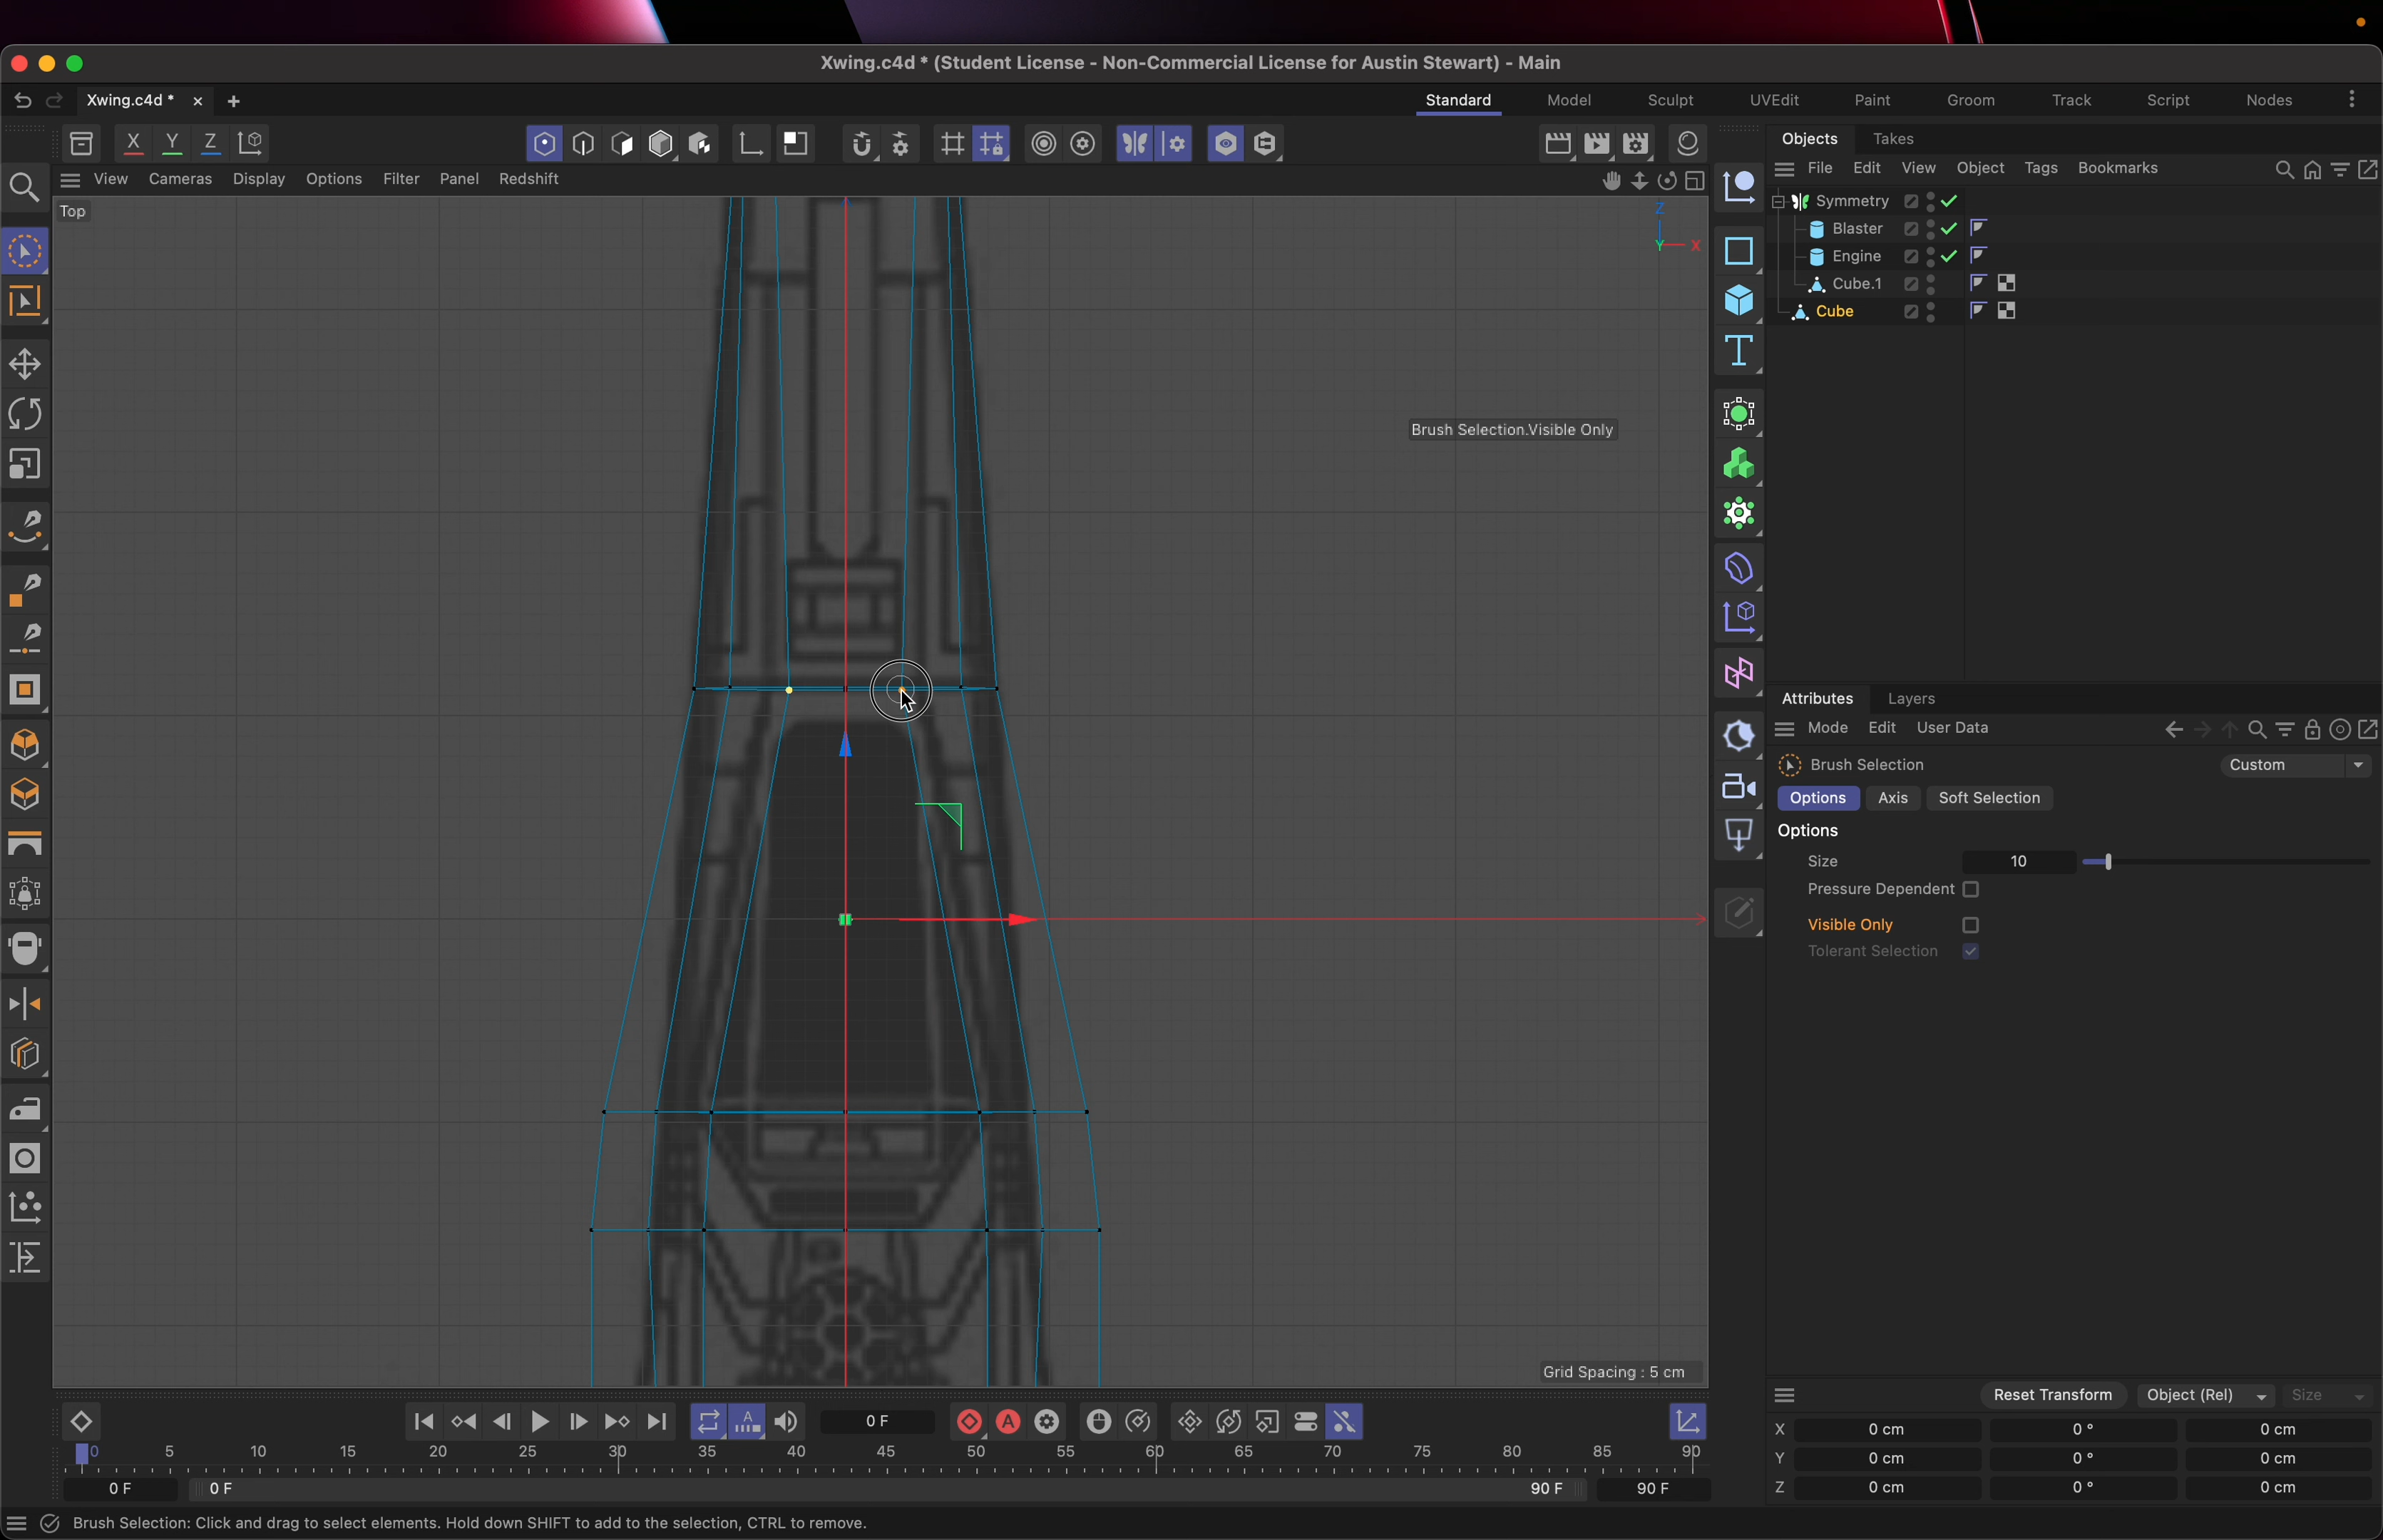 Xwing.c4d * (Student License - Non-Commercial License for Austin Stewart) - Main
Xwing.c4d *
Standard Model Sculpt UVEdit Paint Groom Track Script Nodes
X Y Z
View Cameras Display Options Filter Panel Redshift
Top
Z
Y X
Brush Selection.Visible Only
Grid Spacing : 5 cm
Objects Takes
File Edit View Object Tags Bookmarks
Symmetry
Blaster
Engine
Cube.1
Cube
Attributes Layers
Mode Edit User Data
Brush Selection Custom
Options Axis Soft Selection
Options
Size 10
Pressure Dependent
Visible Only
Tolerant Selection
Reset Transform Object (Rel) Size
X 0 cm 0 ° 0 cm
Y 0 cm 0 ° 0 cm
Z 0 cm 0 ° 0 cm
0 F
0 5 10 15 20 25 30 35 40 45 50 55 60 65 70 75 80 85 90
0 F 0 F 90 F 90 F
Brush Selection: Click and drag to select elements. Hold down SHIFT to add to the selection, CTRL to remove.